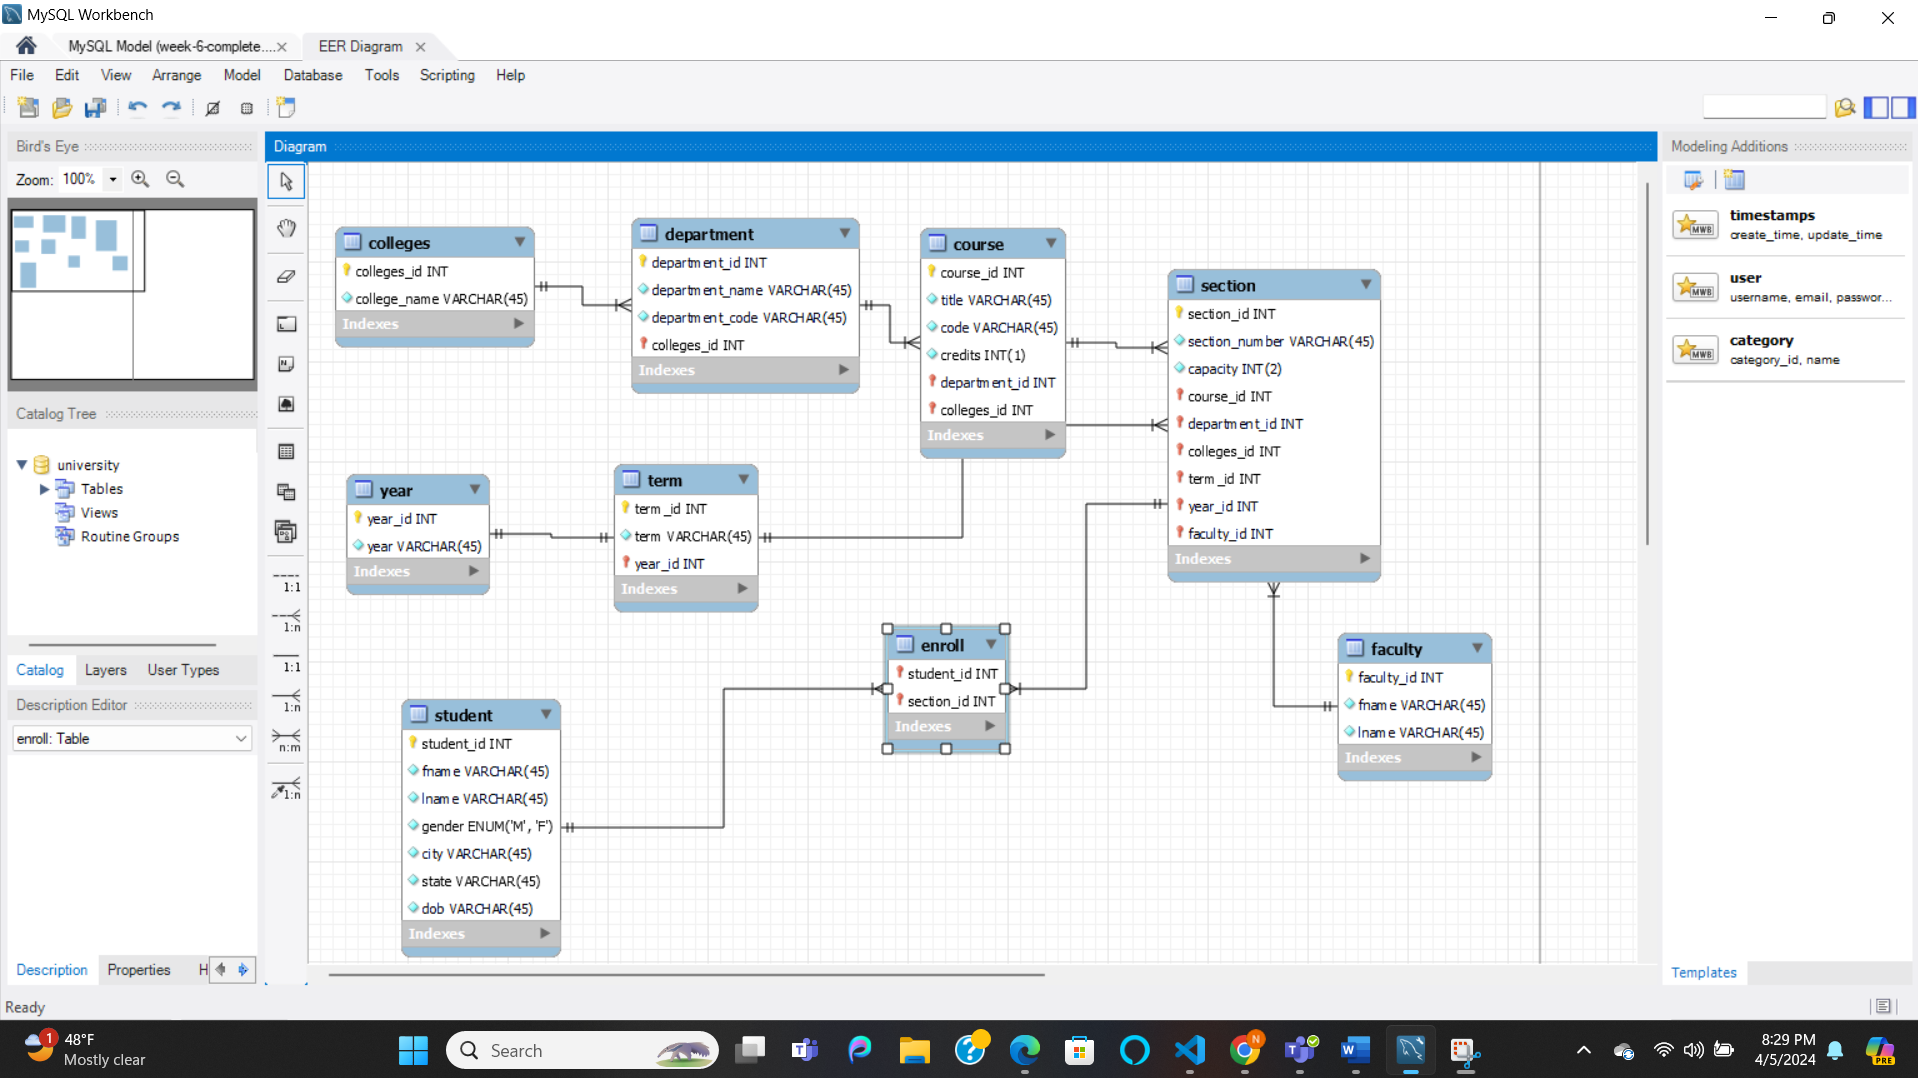 MySQL Workbench
MySQL Model (week-6-complete....
EER Diagram
File Edit View Arrange Model Database Tools Scripting Help
Bird's Eye
Zoom: 100%
Catalog Tree
university
Tables
Views
Routine Groups
Catalog Layers User Types
Description Editor
enroll: Table
Description Properties H
Ready
Diagram
1:1
1:n
1:1
1:n
n:m
1:n
colleges
colleges_id INT
college_name VARCHAR(45)
Indexes
department
department_id INT
department_name VARCHAR(45)
department_code VARCHAR(45)
colleges_id INT
Indexes
course
course_id INT
title VARCHAR(45)
code VARCHAR(45)
credits INT(1)
department_id INT
colleges_id INT
Indexes
section
section_id INT
section_number VARCHAR(45)
capacity INT(2)
course_id INT
department_id INT
colleges_id INT
term_id INT
year_id INT
faculty_id INT
Indexes
year
year_id INT
year VARCHAR(45)
Indexes
term
term_id INT
term VARCHAR(45)
year_id INT
Indexes
enroll
student_id INT
section_id INT
Indexes
faculty
faculty_id INT
fname VARCHAR(45)
lname VARCHAR(45)
Indexes
student
student_id INT
fname VARCHAR(45)
lname VARCHAR(45)
gender ENUM('M', 'F')
city VARCHAR(45)
state VARCHAR(45)
dob VARCHAR(45)
Indexes
Modeling Additions
MWB
timestamps
create_time, update_time
MWB
user
username, email, passwor...
MWB
category
category_id, name
Templates
1
48°F
Mostly clear
Search
N
PRE
8:29 PM
4/5/2024